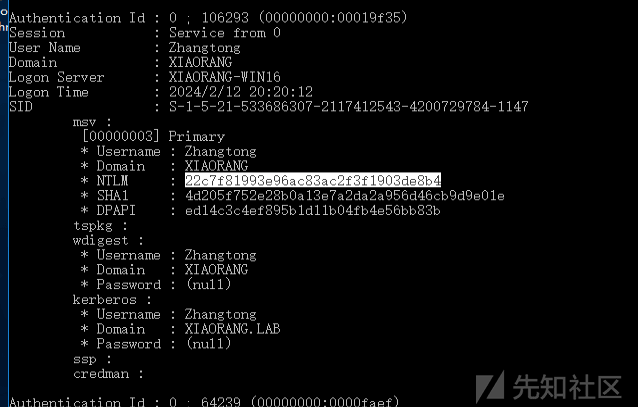 Authentication Id : 0 ; 106293 (00000000:00019f35)
Session           : Service from 0
User Name         : Zhangtong
Domain            : XIAORANG
Logon Server      : XIAORANG-WIN16
Logon Time        : 2024/2/12 20:20:12
SID               : S-1-5-21-533686307-2117412543-4200729784-1147
msv :
[00000003] Primary
* Username : Zhangtong
* Domain   : XIAORANG
* NTLM     : 22c7f81993e96ac83ac2f3f1903de8b4
* SHA1     : 4d205f752e28b0a13e7a2da2a956d46cb9d9e01e
* DPAPI    : ed14c3c4ef895b1d11b04fb4e56bb83b
tspkg :
wdigest :
* Username : Zhangtong
* Domain   : XIAORANG
* Password : (null)
kerberos :
* Username : Zhangtong
* Domain   : XIAORANG.LAB
* Password : (null)
ssp :
credman :
Authentication Id : 0 ; 64239 (00000000:0000faef)
先知社区